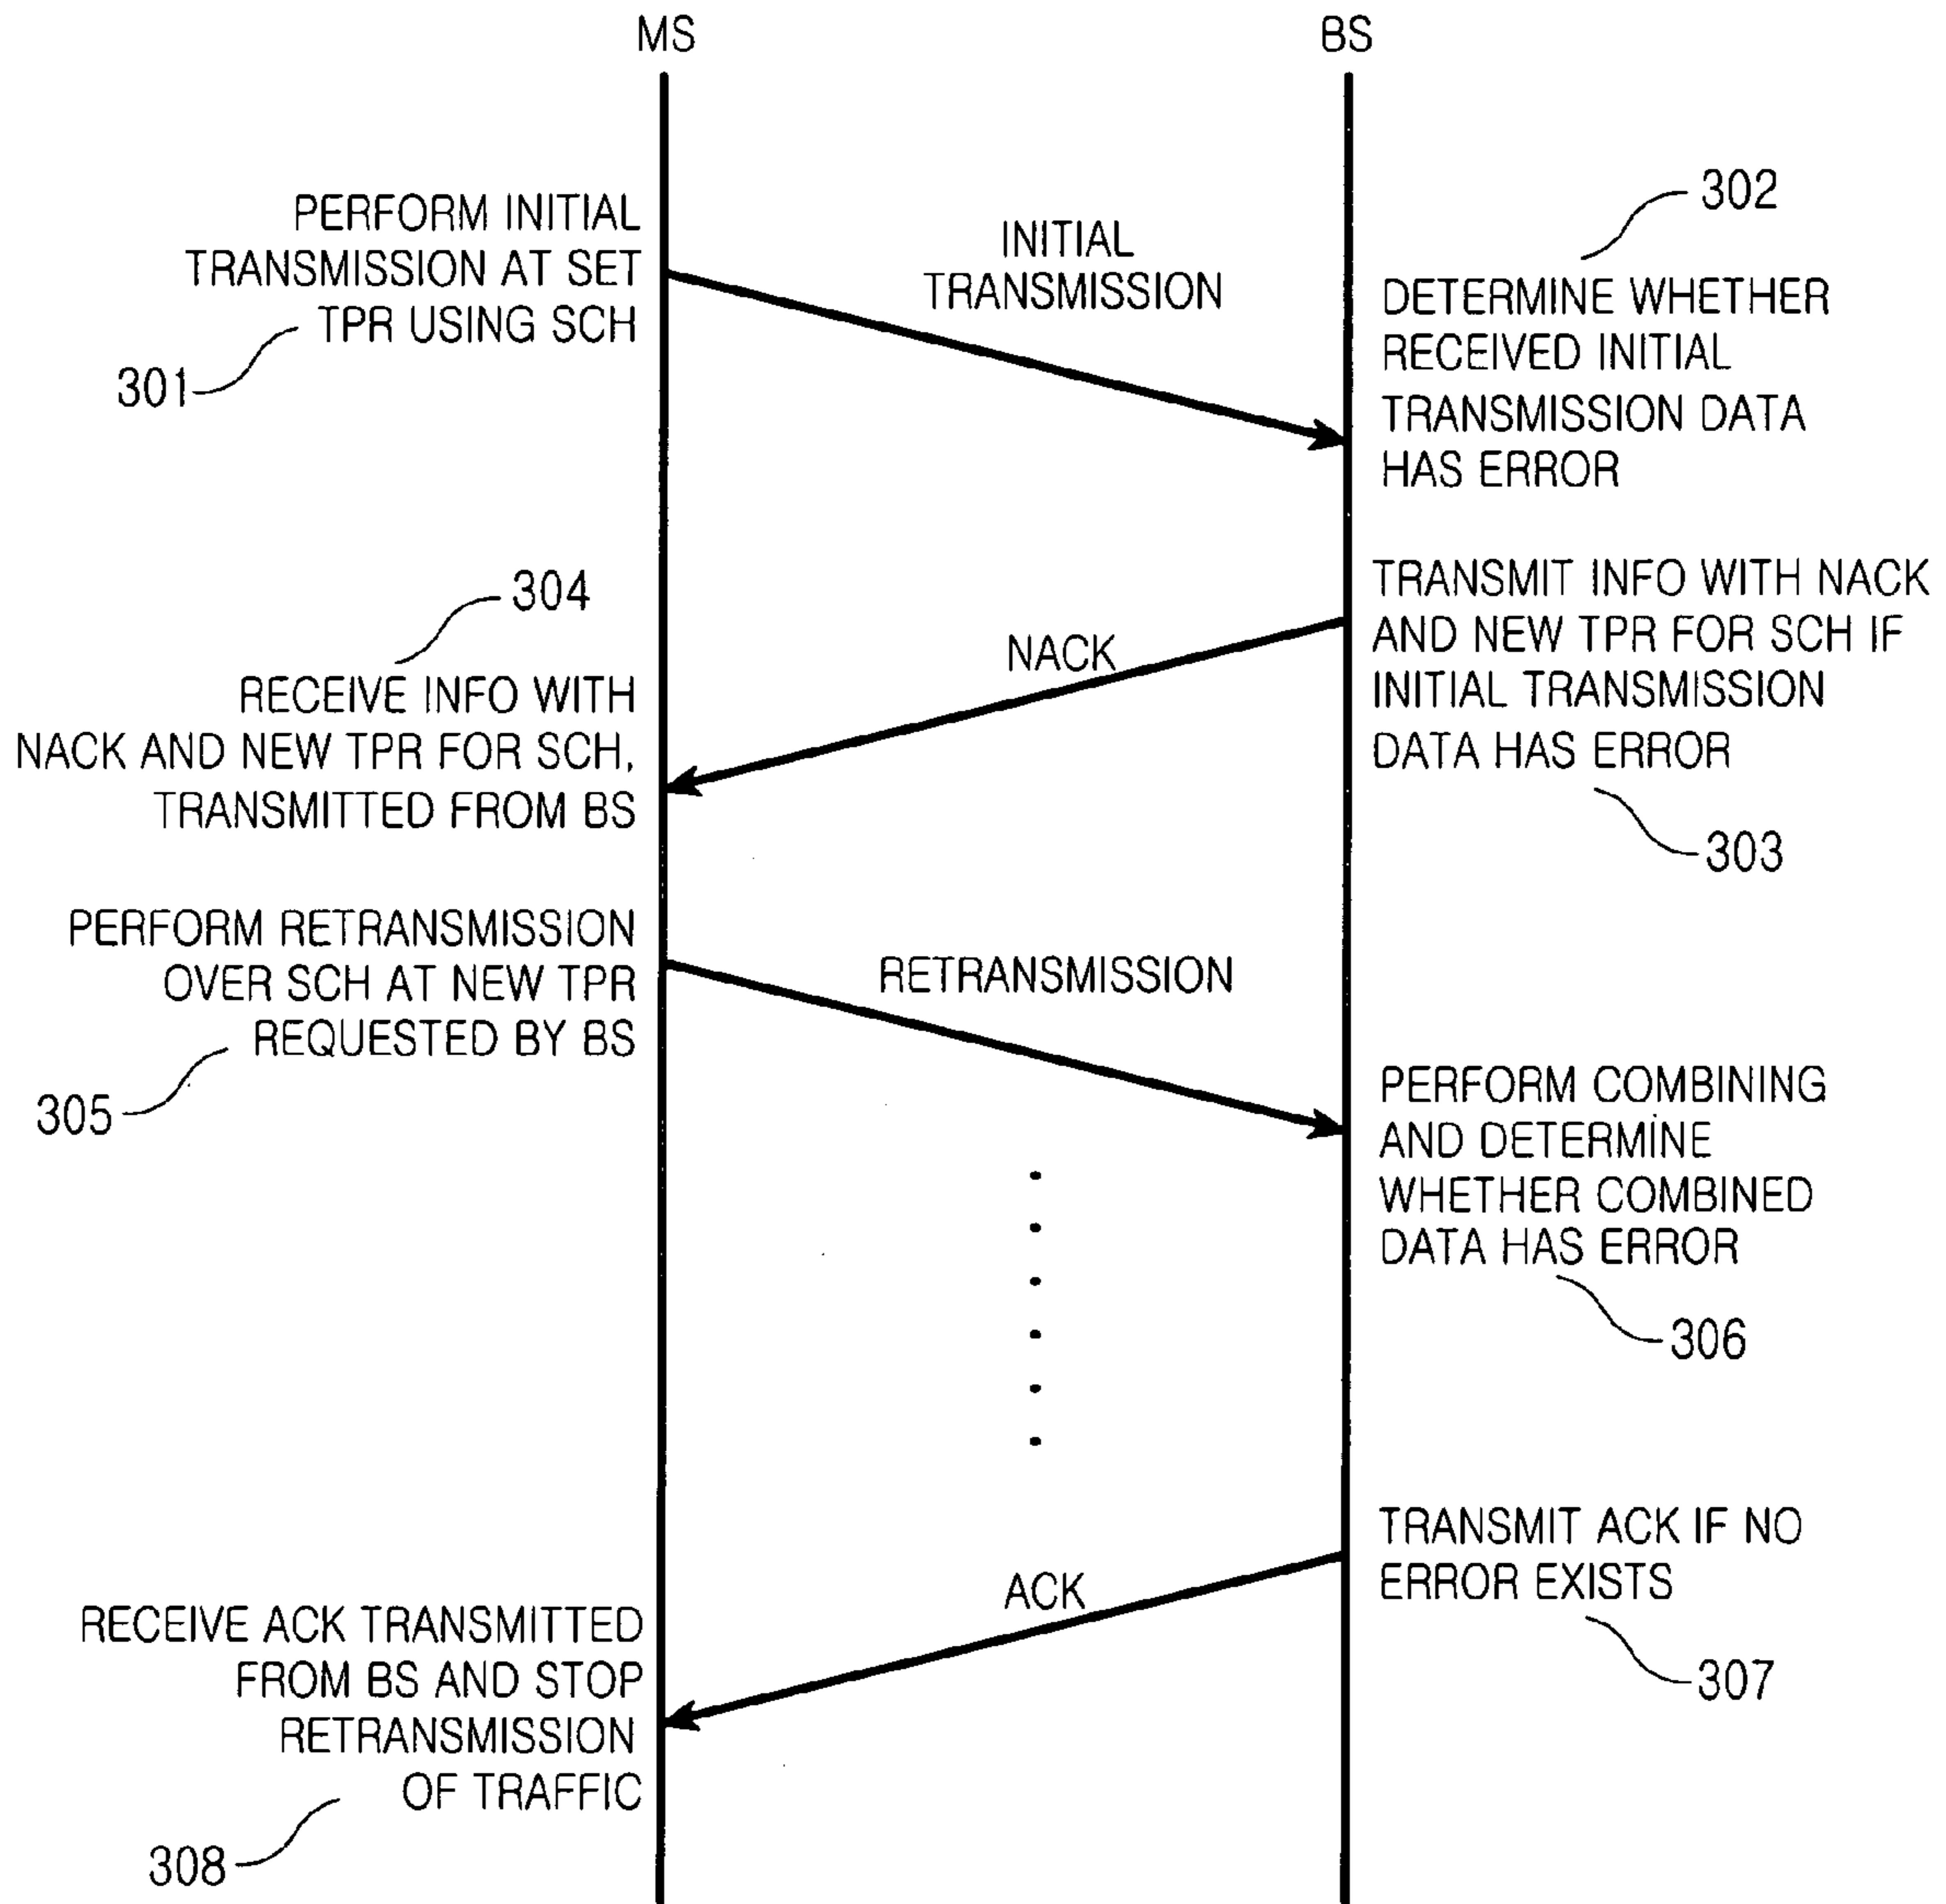 MS
BS
PERFORM INITIAL
TRANSMISSION AT SET
TPR USING SCH
301
INITIAL
TRANSMISSION
302
DETERMINE WHETHER
RECEIVED INITIAL
TRANSMISSION DATA
HAS ERROR
TRANSMIT INFO WITH NACK
AND NEW TPR FOR SCH IF
INITIAL TRANSMISSION
DATA HAS ERROR
303
NACK
304
RECEIVE INFO WITH
NACK AND NEW TPR FOR SCH,
TRANSMITTED FROM BS
PERFORM RETRANSMISSION
OVER SCH AT NEW TPR
REQUESTED BY BS
305
RETRANSMISSION
PERFORM COMBINING
AND DETERMINE
WHETHER COMBINED
DATA HAS ERROR
306
TRANSMIT ACK IF NO
ERROR EXISTS
307
ACK
RECEIVE ACK TRANSMITTED
FROM BS AND STOP
RETRANSMISSION
OF TRAFFIC
308